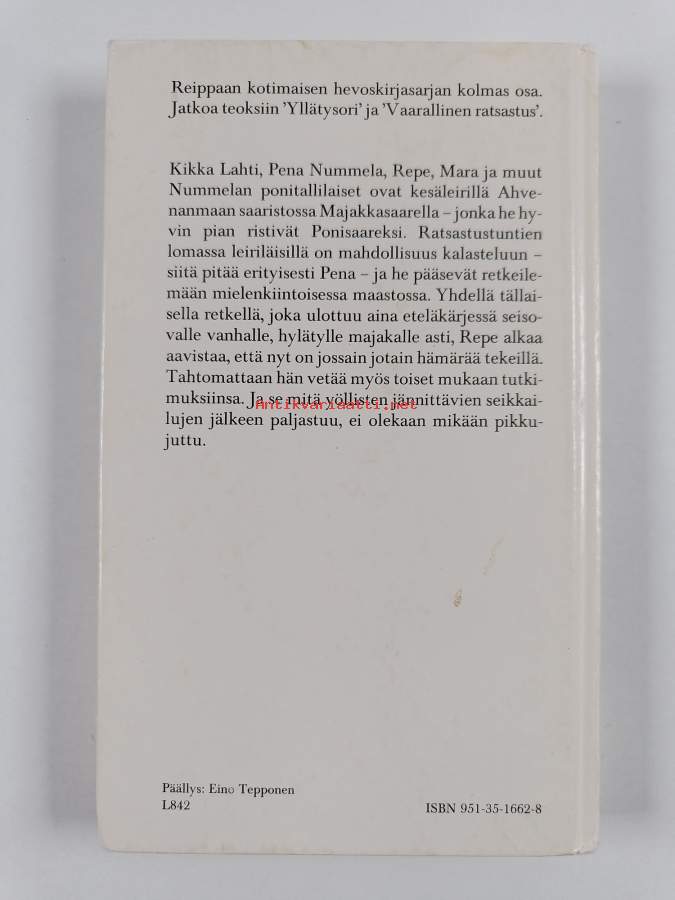 Reippaan kotimaisen hevoskirjasarjan kolmas osa.
Jatkoa teoksiin 'Yllätysori' ja 'Vaarallinen ratsastus'.
Kikka Lahti, Pena Nummela, Repe, Mara ja muut
Nummelan ponitallilaiset ovat kesäleirillä Ahve-
nanmaan saaristossa Majakkasaarella – jonka he hy-
vin pian ristivät Ponisaareksi. Ratsastustuntien
lomassa leiriläisillä on mahdollisuus kalasteluun –
siitä pitää erityisesti Pena – ja he pääsevät retkeile-
mään mielenkiintoisessa maastossa. Yhdellä tällai-
sella retkellä, joka ulottuu aina eteläkärjessä seiso-
valle vanhalle, hylätylle majakalle asti, Repe alkaa
aavistaa, että nyt on jossain jotain hämärää tekeillä.
Tahtomattaan hän vetää myös toiset mukaan tutki-
muksiinsa. Ja se mitä yöllisten jännittävien seikkai-
Antikvariaatti.net
lujen jälkeen paljastuu, ei olekaan mikään pikku-
juttu.
Päällys: Eino Tepponen
L842
ISBN 951-35-1662-8